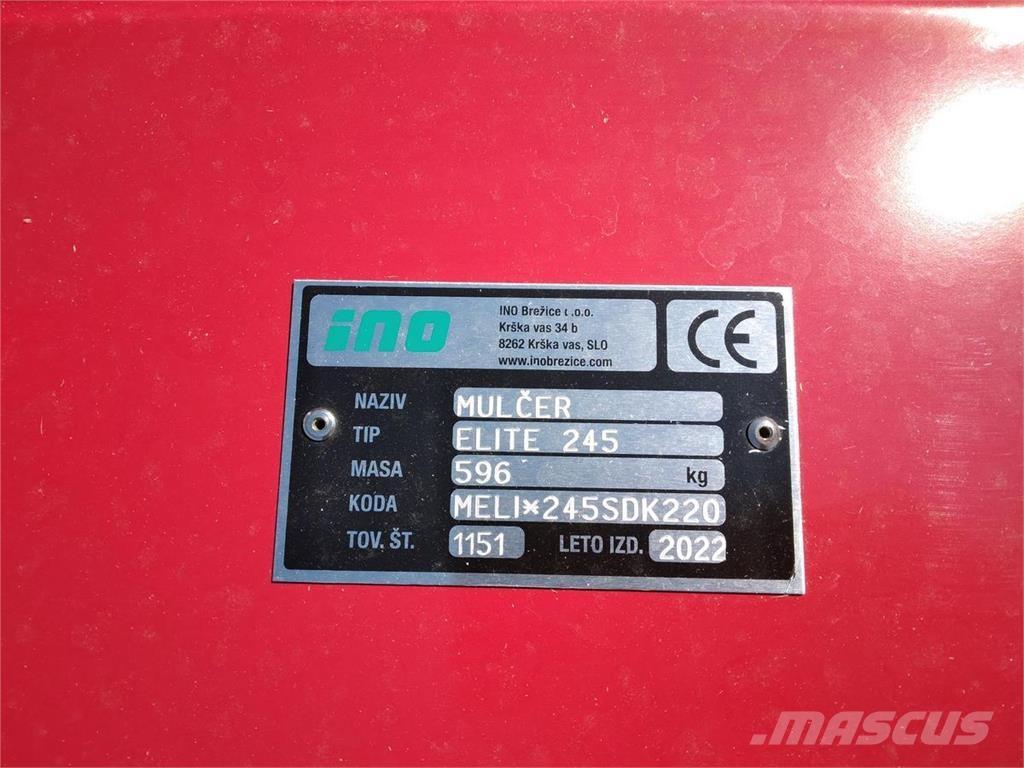 ino
INO Brežice d.o.o.
Krška vas 34 b
8262 Krška vas, SLO
www.inobrezice.com
CE
NAZIV MULČER
TIP ELITE 245
MASA 596 kg
KODA MELI*245SDK220
TOV. ŠT. 1151 LETO IZD. 2022
MASCUS